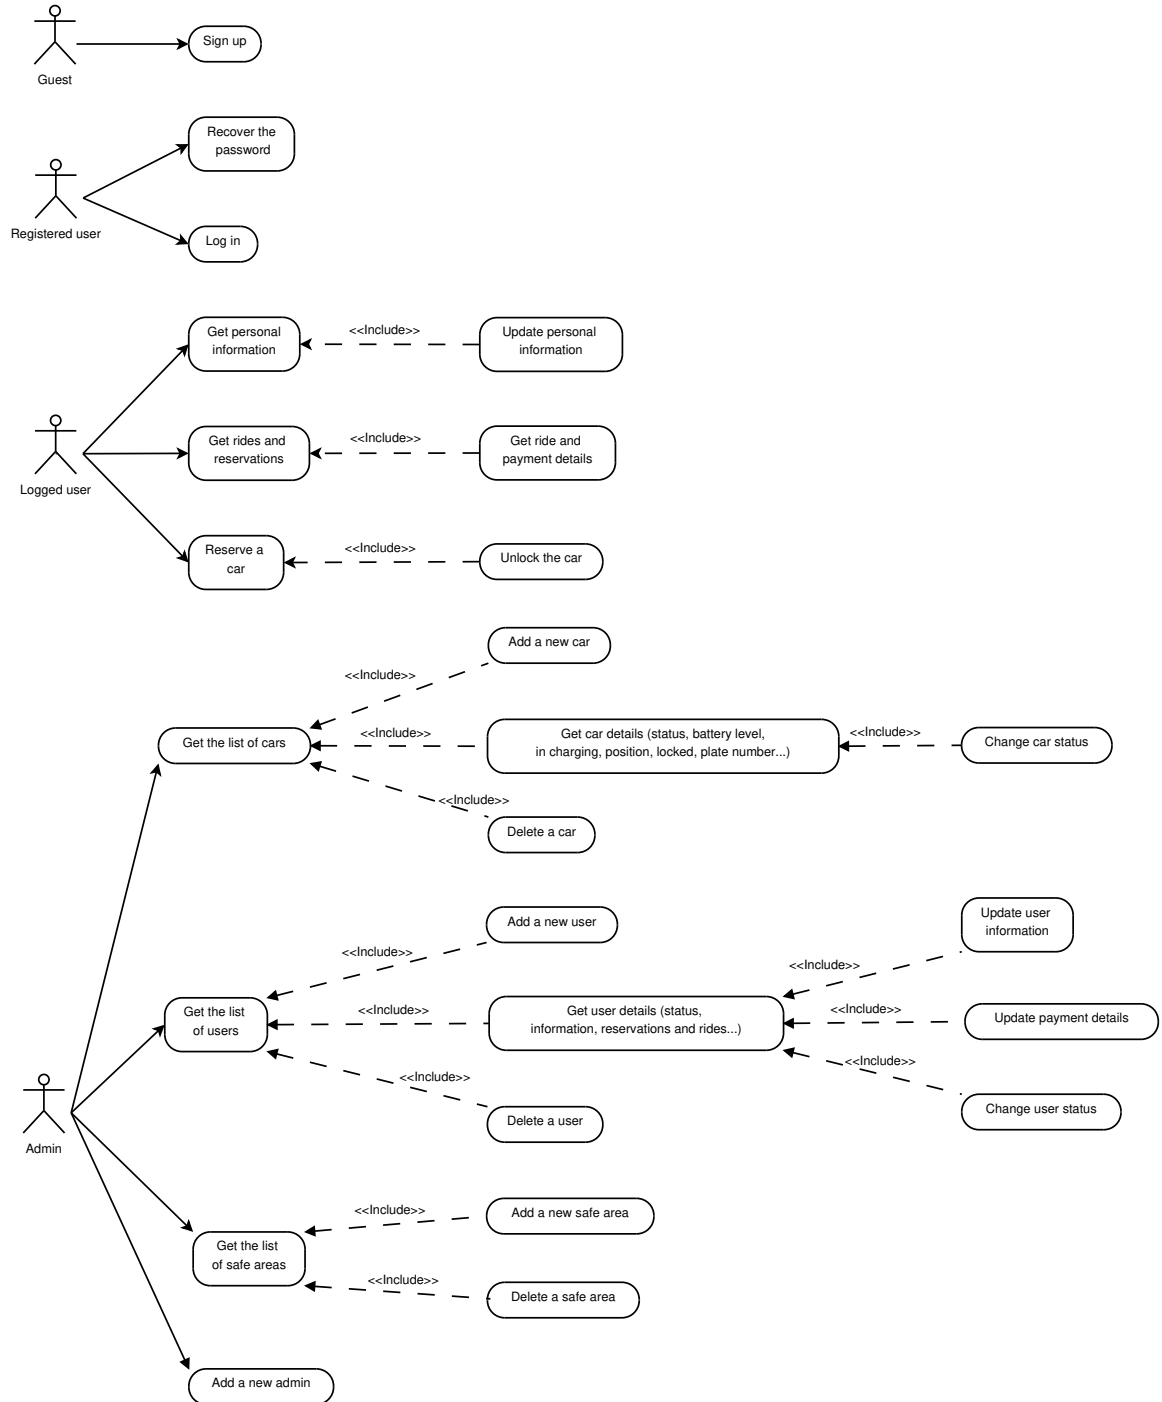 Sign up
Guest
Recover the
password
Registered user
Log in
Get personal
information
<<Include>>
Update personal
information
Get rides and
reservations
<<Include>>
Get ride and
payment details
Logged user
Reserve a
car
<<Include>>
Unlock the car
Add a new car
<<Include>>
Get the list of cars
<<Include>>
Get car details (status, battery level,
in charging, position, locked, plate number...)
<<Include>>
Change car status
<<Include>>
Delete a car
Add a new user
Update user
information
<<Include>>
<<Include>>
Get the list
of users
<<Include>>
Get user details (status,
information, reservations and rides...)
<<Include>>
Update payment details
<<Include>>
<<Include>>
Delete a user
Change user status
Admin
<<Include>>
Add a new safe area
Get the list
of safe areas
<<Include>>
Delete a safe area
Add a new admin